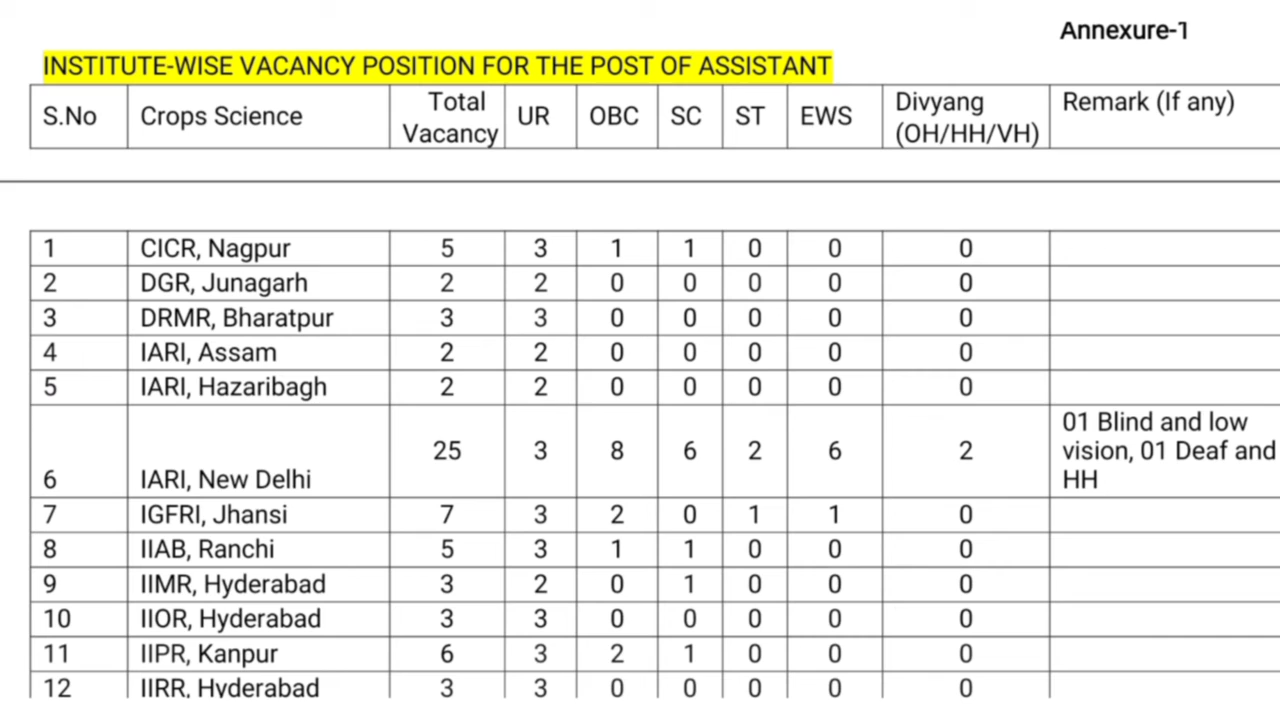 Annexure-1
INSTITUTE-WISE VACANCY POSITION FOR THE POST OF ASSISTANT
S.No Crops Science Total Vacancy UR OBC SC ST EWS Divyang (OH/HH/VH) Remark (If any)
1 CICR, Nagpur 5 3 1 1 0 0 0
2 DGR, Junagarh 2 2 0 0 0 0 0
3 DRMR, Bharatpur 3 3 0 0 0 0 0
4 IARI, Assam 2 2 0 0 0 0 0
5 IARI, Hazaribagh 2 2 0 0 0 0 0
6 IARI, New Delhi 25 3 8 6 2 6 2 01 Blind and low vision, 01 Deaf and HH
7 IGFRI, Jhansi 7 3 2 0 1 1 0
8 IIAB, Ranchi 5 3 1 1 0 0 0
9 IIMR, Hyderabad 3 2 0 1 0 0 0
10 IIOR, Hyderabad 3 3 0 0 0 0 0
11 IIPR, Kanpur 6 3 2 1 0 0 0
12 IIRR, Hyderabad 3 3 0 0 0 0 0